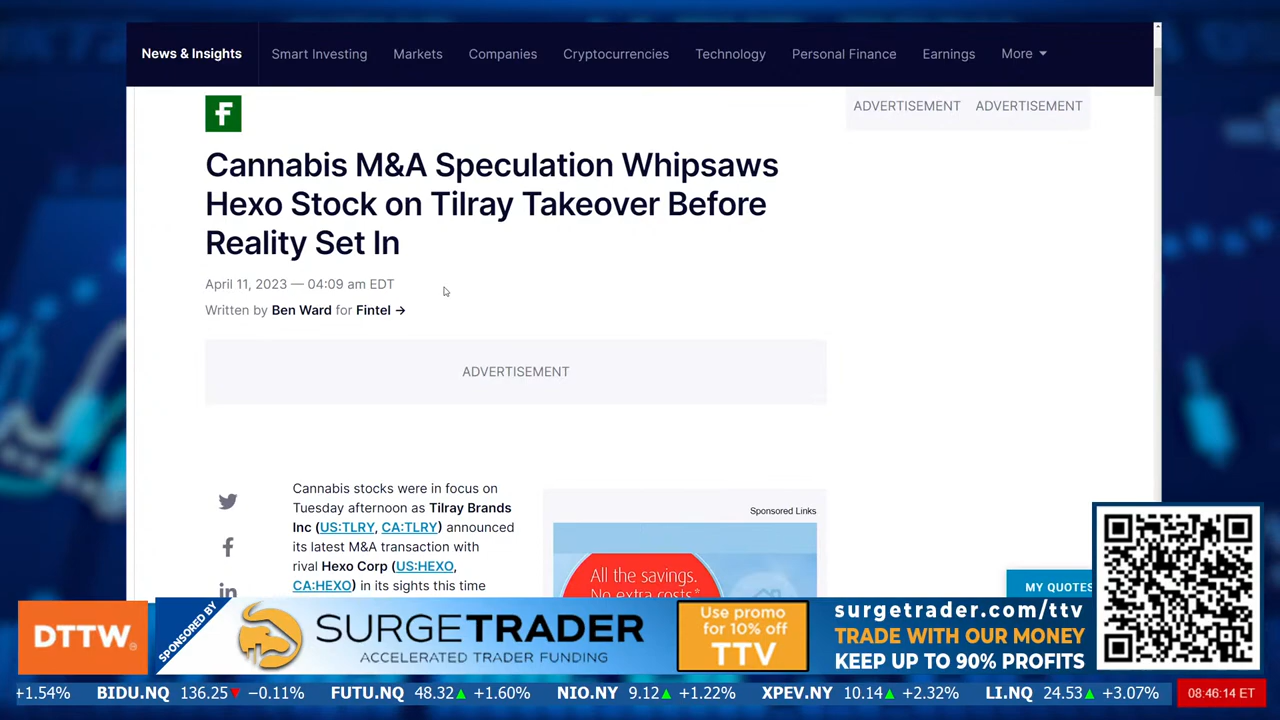 News & Insights
Smart Investing
Markets
Companies
Cryptocurrencies
Technology
Personal Finance
Earnings
More
ADVERTISEMENT ADVERTISEMENT
Cannabis M&A Speculation Whipsaws
Hexo Stock on Tilray Takeover Before
Reality Set In
April 11, 2023 — 04:09 am EDT
Written by Ben Ward for Fintel →
ADVERTISEMENT
Cannabis stocks were in focus on
Tuesday afternoon as Tilray Brands
Inc (US:TLRY, CA:TLRY) announced
its latest M&A transaction with
rival Hexo Corp (US:HEXO,
CA:HEXO) in its sights this time
Sponsored Links
All the savings.
No extra costs.*
MY QUOTES
DTTW®
SPONSORED BY
SURGETRADER
ACCELERATED TRADER FUNDING
Use promo
for 10% off
TTV
surgetrader.com/ttv
TRADE WITH OUR MONEY
KEEP UP TO 90% PROFITS
+1.54% BIDU.NQ 136.25▼ −0.11% FUTU.NQ 48.32▲ +1.60% NIO.NY 9.12▲ +1.22% XPEV.NY 10.14▲ +2.32% LI.NQ 24.53▲ +3.07%
08:46:14 ET